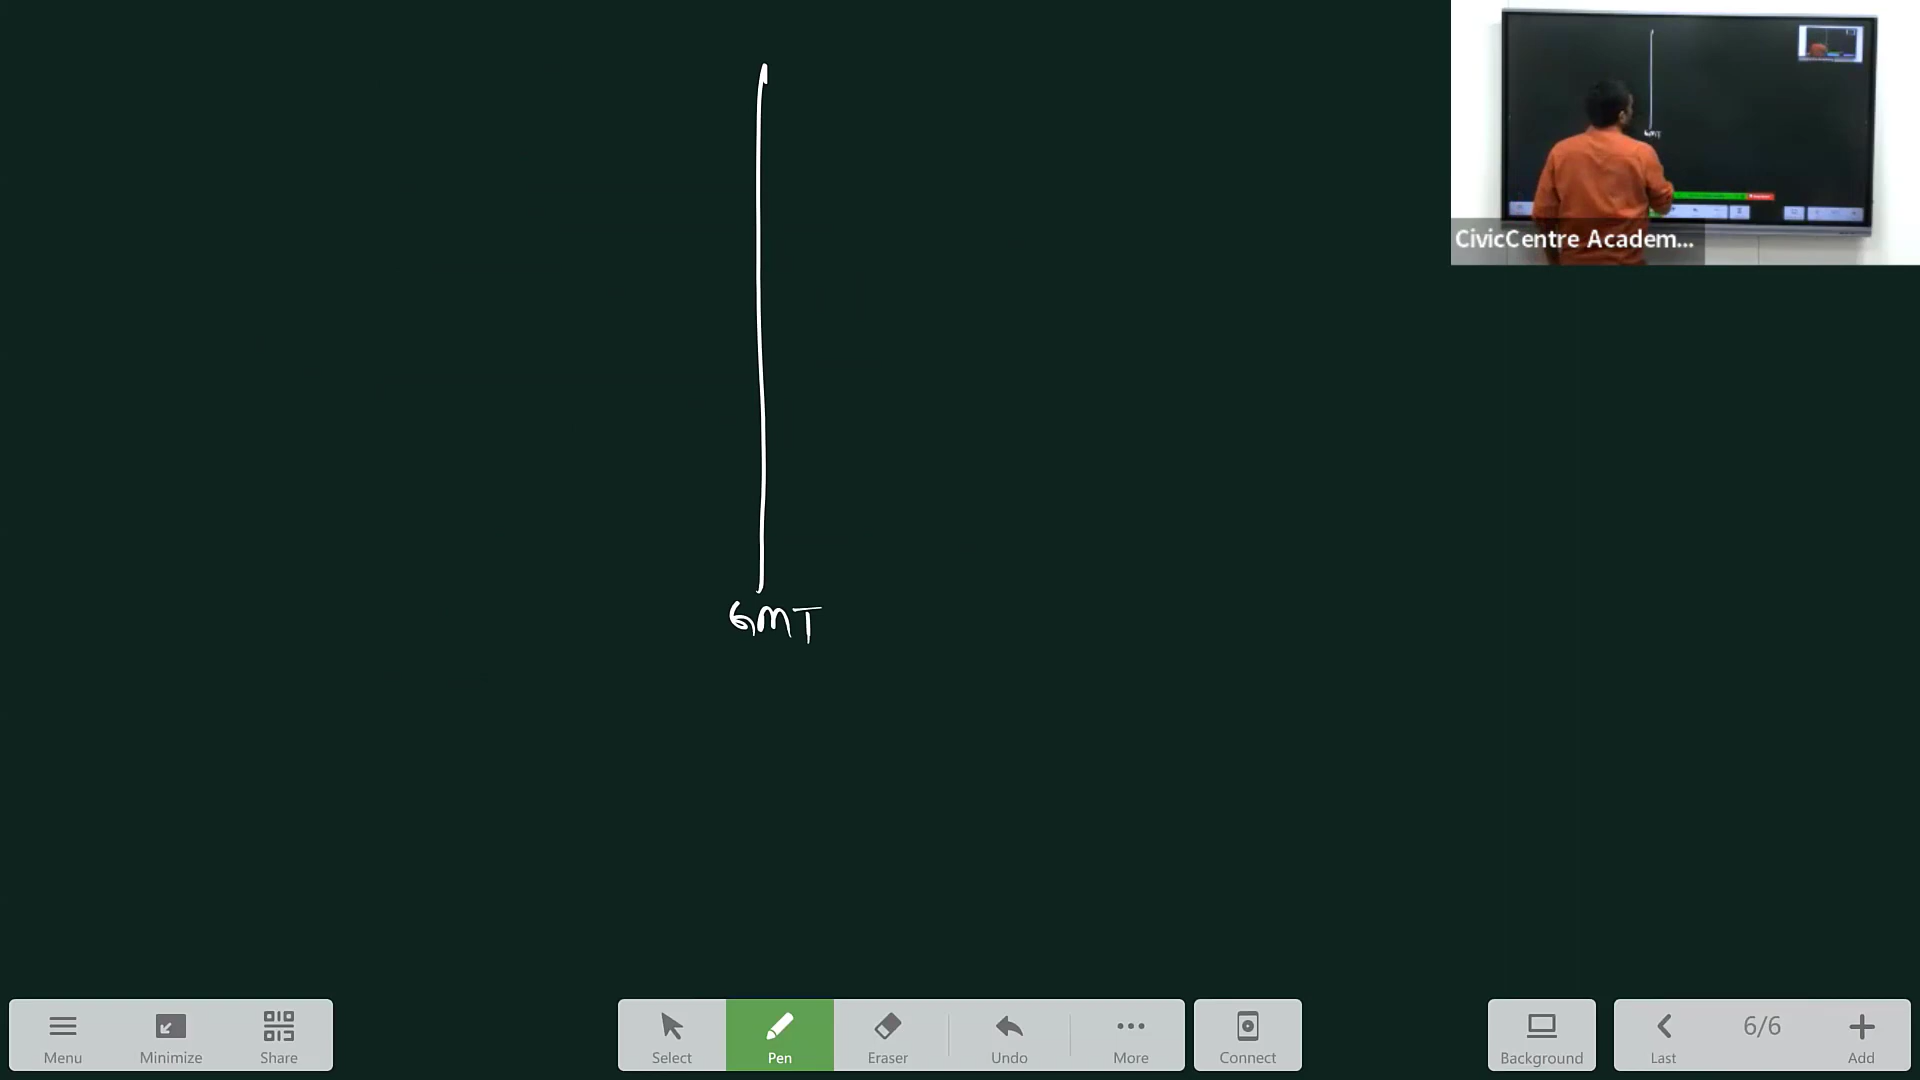 GMT
CivicCentre Academ...
Menu
Minimize
Share
Select
Pen
Eraser
Undo
More
Connect
Background
Last
6/6
Add